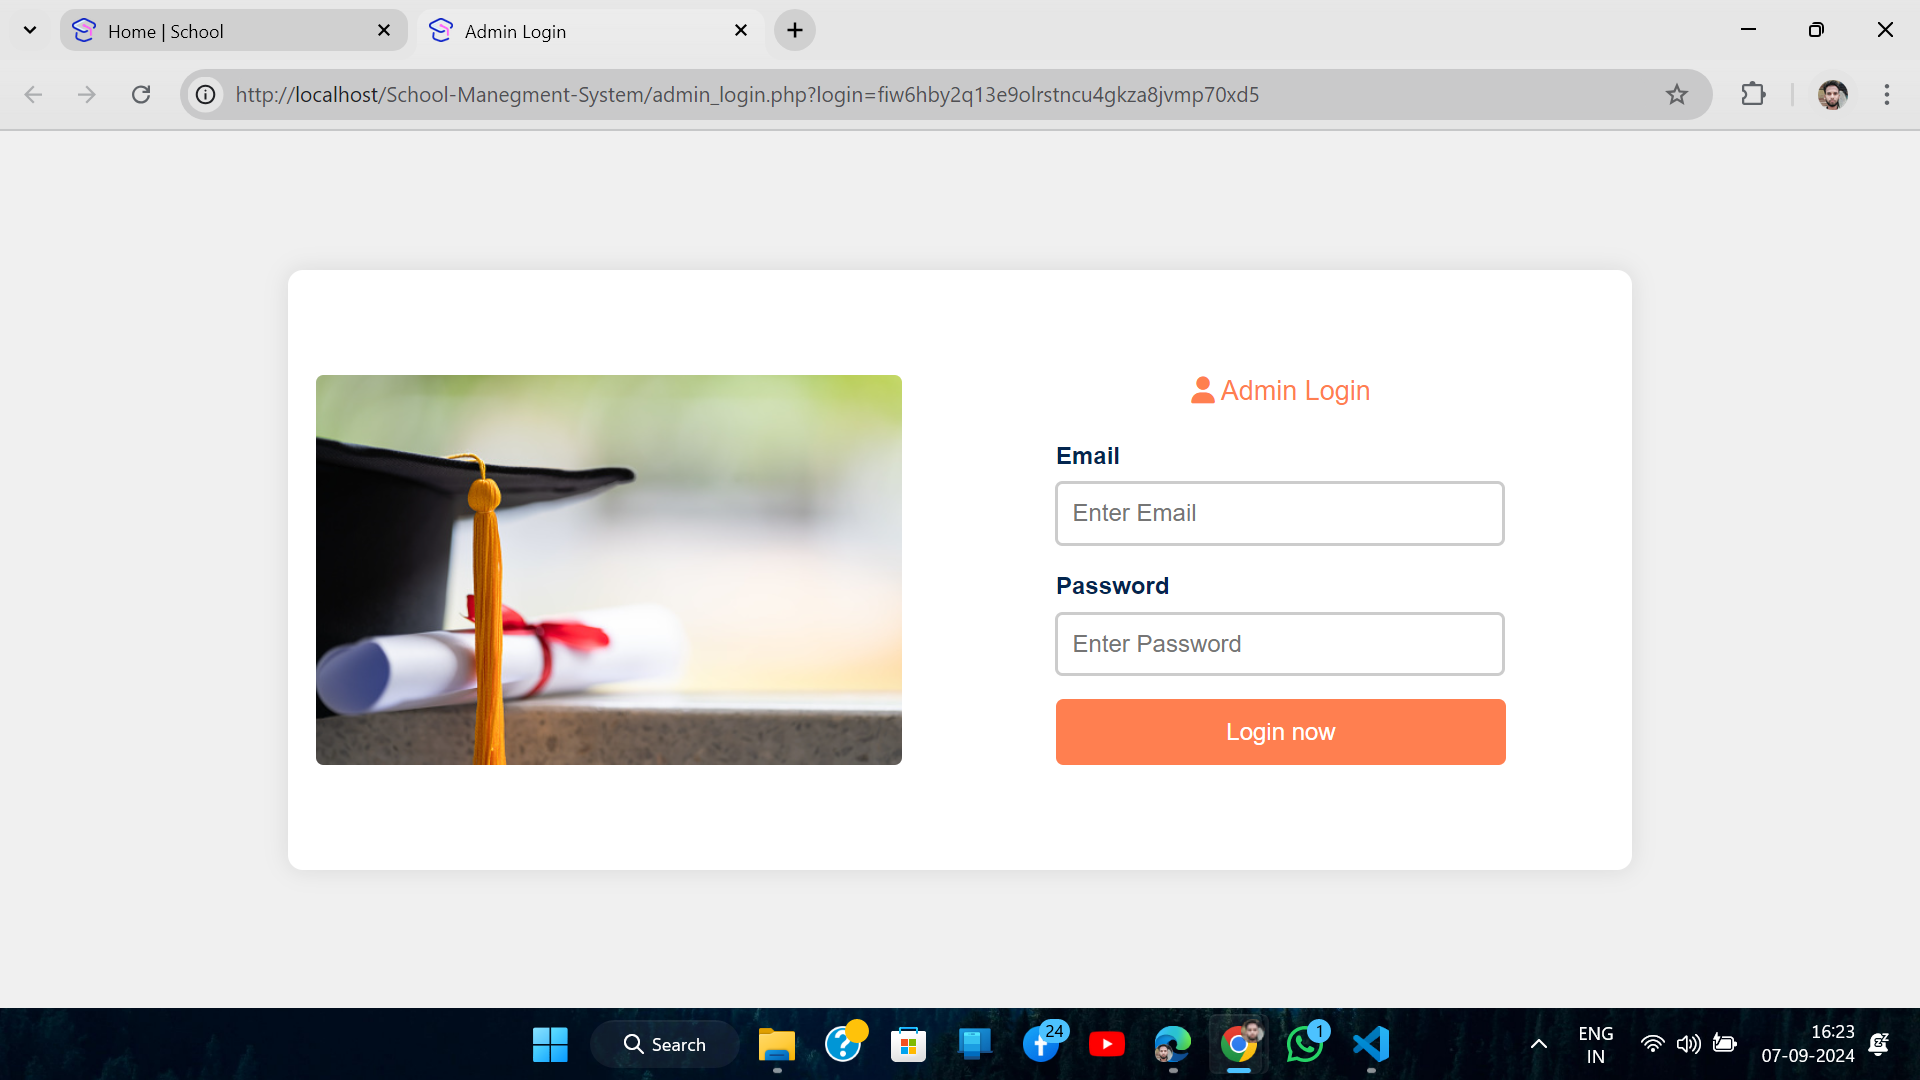 Home | School
Admin Login
http://localhost/School-Manegment-System/admin_login.php?login=fiw6hby2q13e9olrstncu4gkza8jvmp70xd5
Admin Login
Email
Enter Email
Password
Enter Password
Login now
Search
24
1
ENG
IN
16:23
07-09-2024